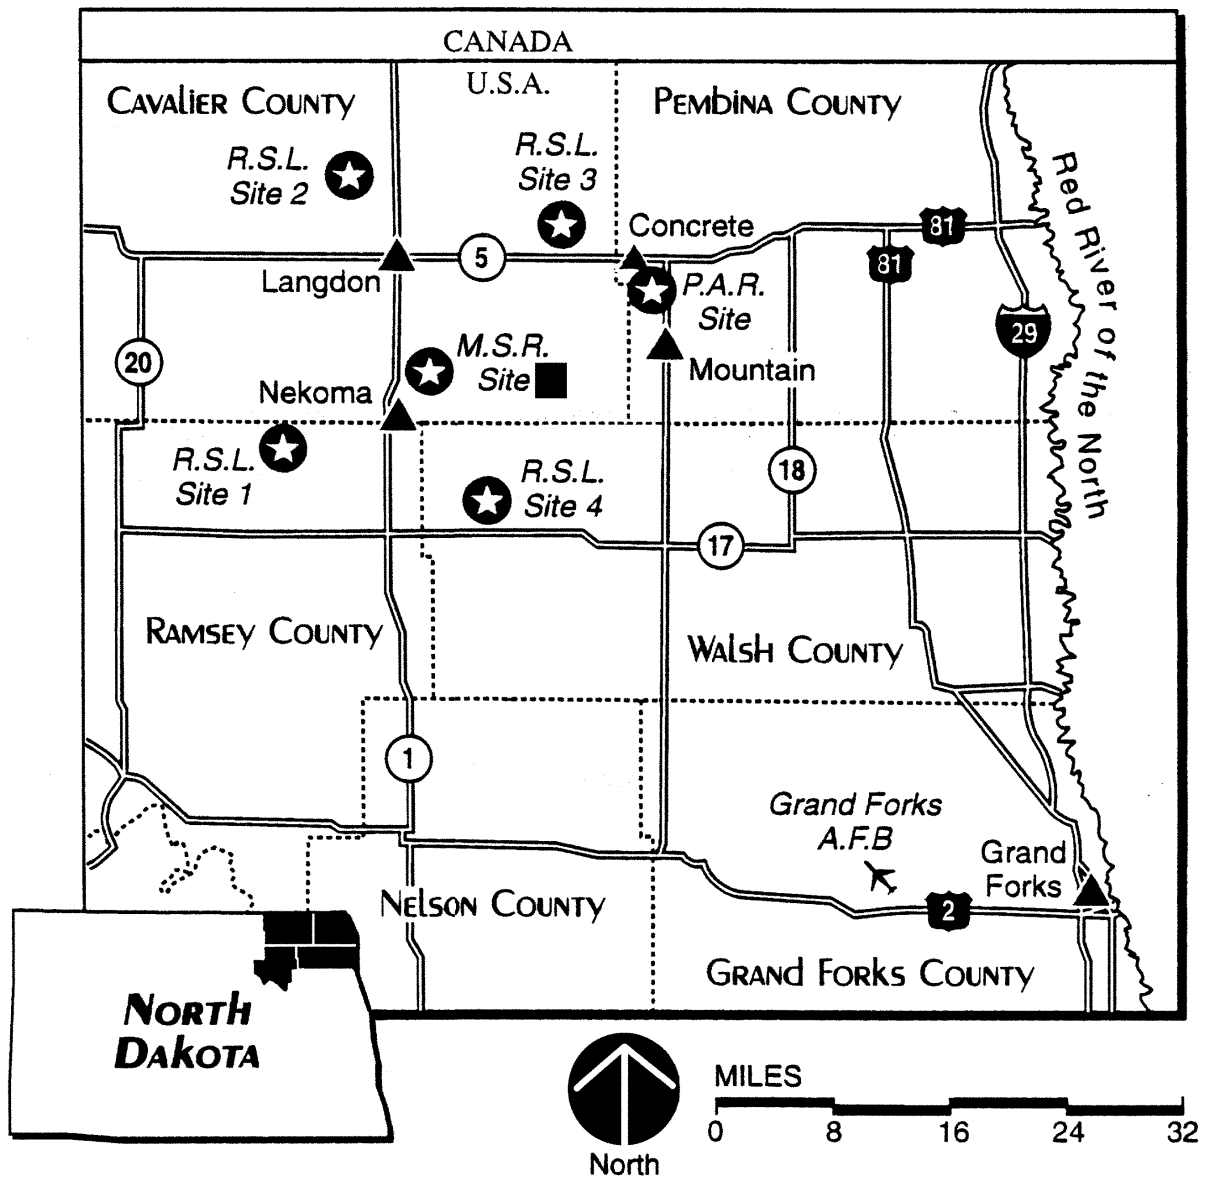 CANADA
U.S.A.
CAVALIER COUNTY
PEMBINA COUNTY
R.S.L.
Site 2
R.S.L.
Site 3
Red River of the North
Concrete
81
81
5
Langdon
P.A.R.
Site
29
20
M.S.R.
Site
Mountain
Nekoma
R.S.L.
Site 1
R.S.L.
Site 4
18
17
RAMSEY COUNTY
WALSH COUNTY
1
Grand Forks
A.F.B
Grand
Forks
NELSON COUNTY
2
GRAND FORKS COUNTY
NORTH
DAKOTA
North
MILES
0 8 16 24 32